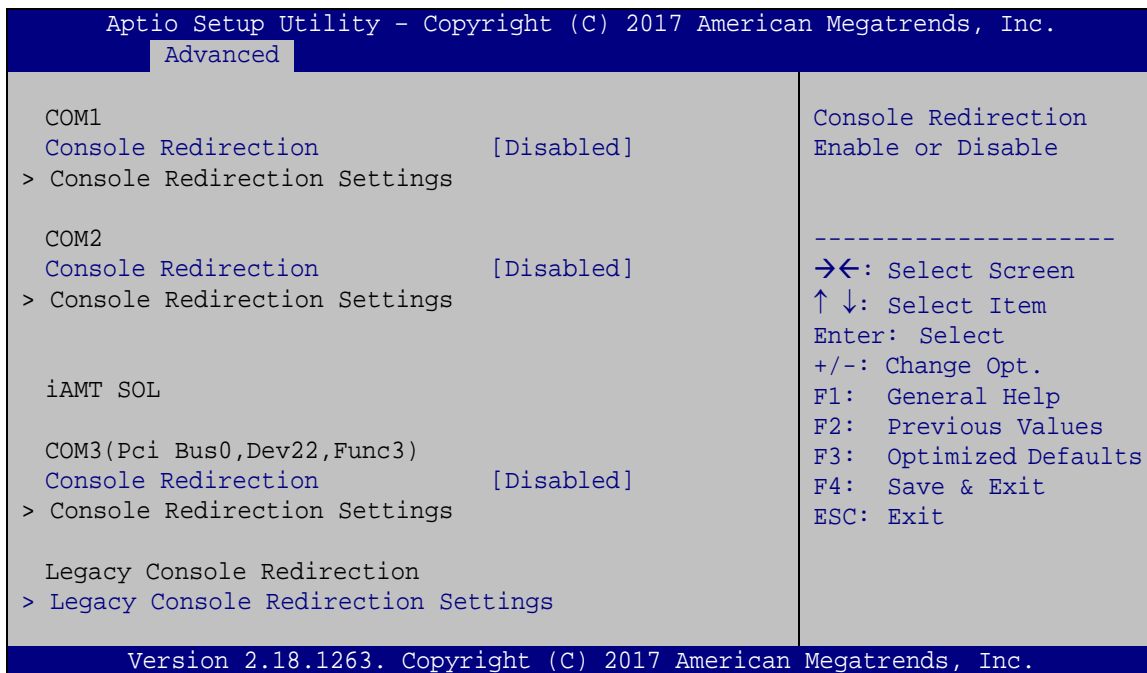 Aptio Setup Utility – Copyright (C) 2017 American Megatrends, Inc.
Advanced
COM1
Console Redirection [Disabled]
> Console Redirection Settings
COM2
Console Redirection [Disabled]
> Console Redirection Settings
iAMT SOL
COM3(Pci Bus0,Dev22,Func3)
Console Redirection [Disabled]
> Console Redirection Settings
Legacy Console Redirection
> Legacy Console Redirection Settings
Console Redirection
Enable or Disable
---------------------
→←: Select Screen
↑ ↓: Select Item
Enter: Select
+/-: Change Opt.
F1: General Help
F2: Previous Values
F3: Optimized Defaults
F4: Save & Exit
ESC: Exit
Version 2.18.1263. Copyright (C) 2017 American Megatrends, Inc.